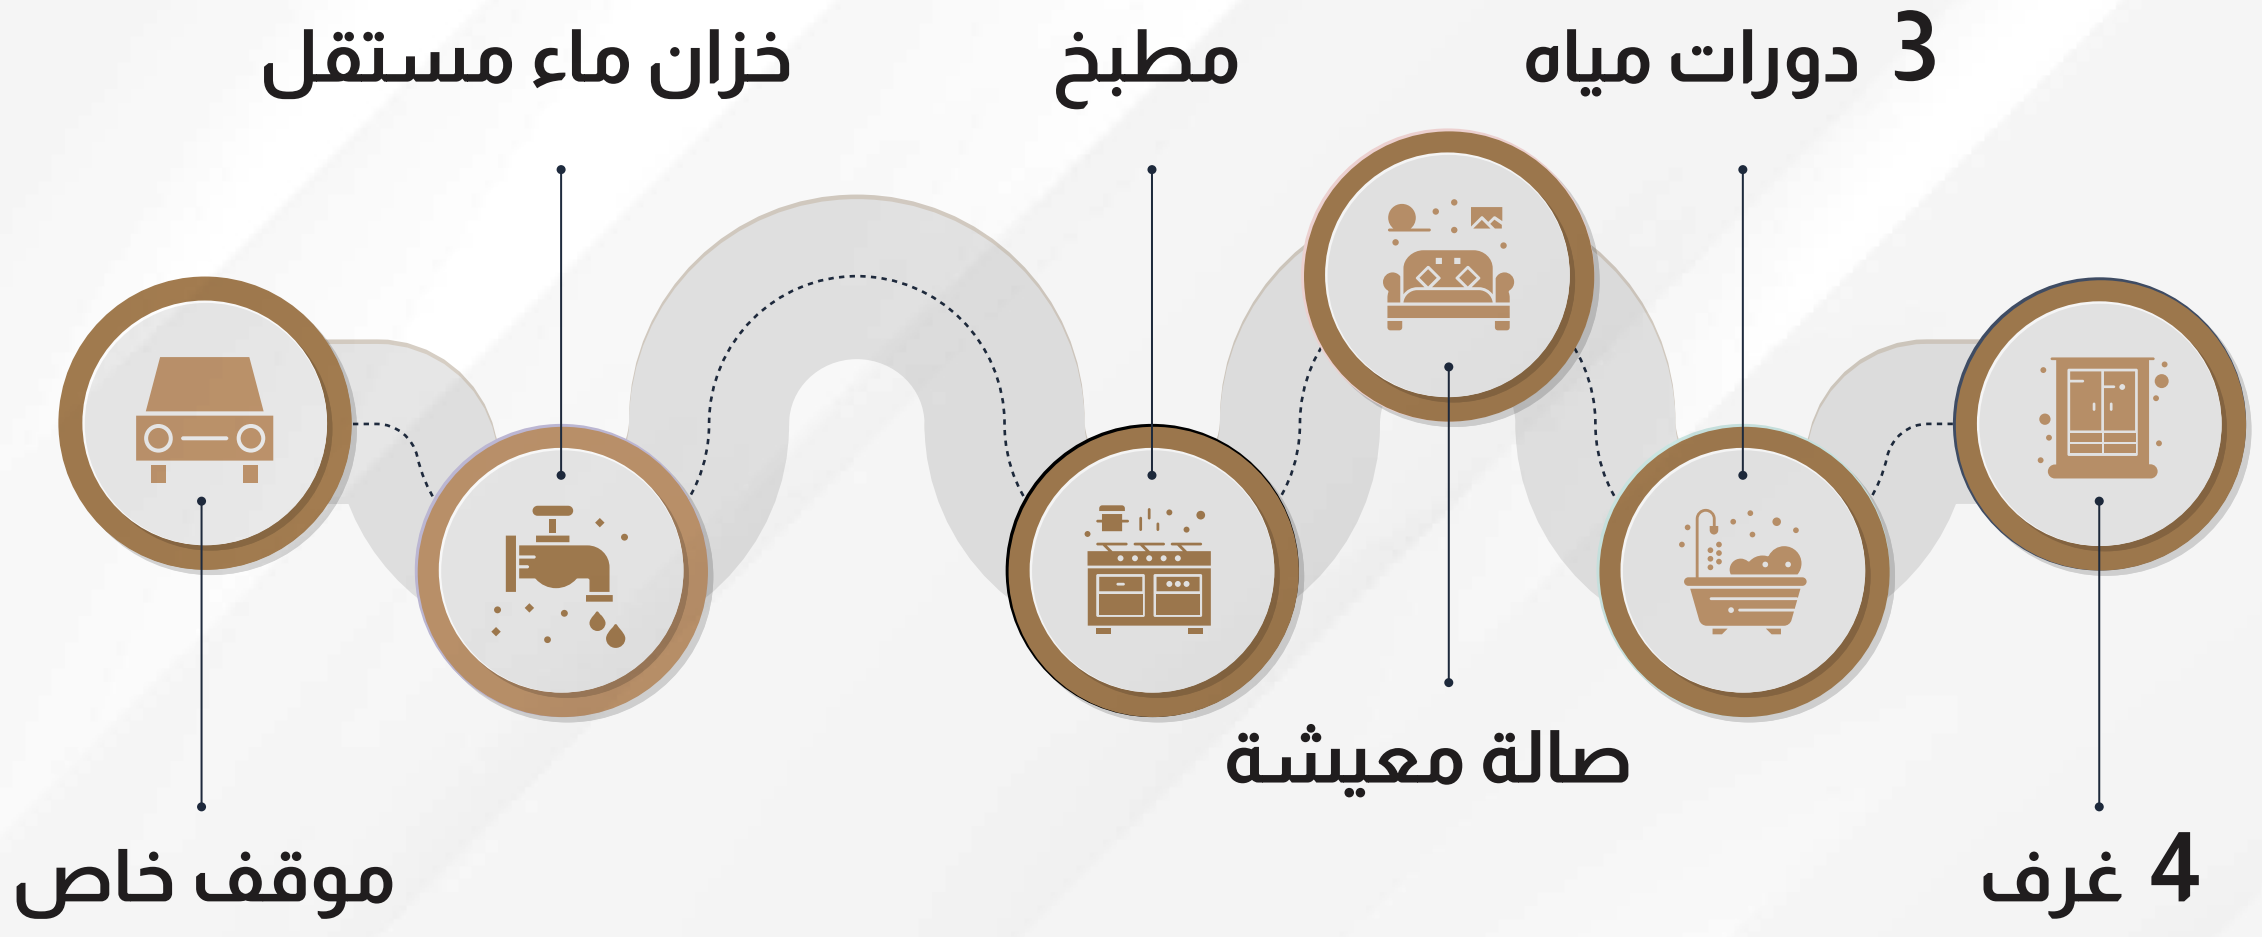 3 دورات مياه
مطبخ
خزان ماء مستقل
صالة معيشة
4 غرف
موقف خاص